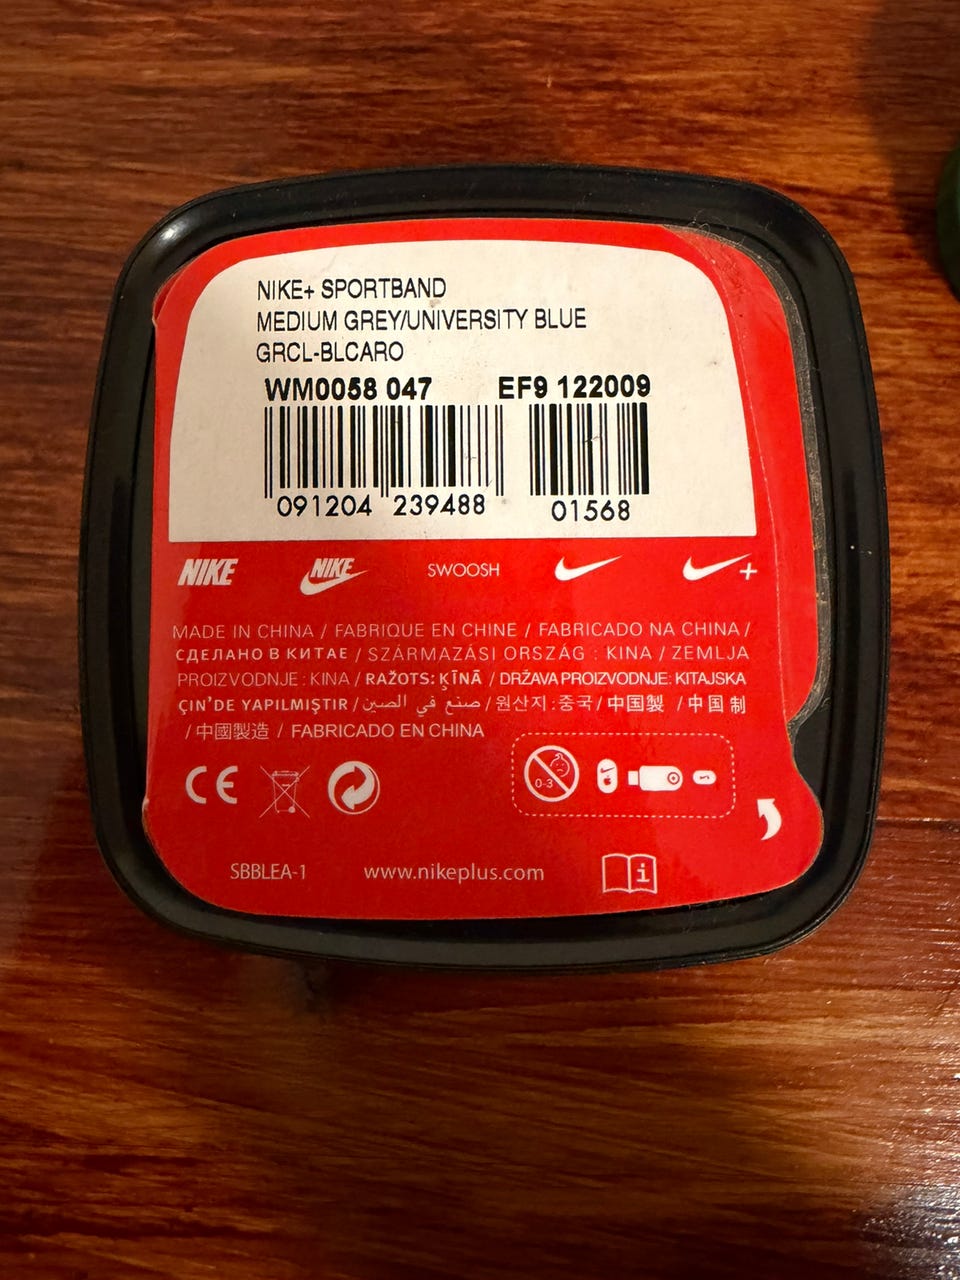 NIKE+ SPORTBAND
MEDIUM GREY/UNIVERSITY BLUE
GRCL-BLCARO
WM0058 047 EF9 122009
091204 239488 01568
NIKE NIKE SWOOSH +
MADE IN CHINA / FABRIQUE EN CHINE / FABRICADO NA CHINA /
СДЕЛАНО В КИТАЕ / SZÁRMAZÁSI ORSZÁG : KINA / ZEMLJA
PROIZVODNJE : KINA / RAŽOTS: ĶĪNĀ / DRŽAVA PROIZVODNJE: KITAJSKA
ÇIN'DE YAPILMIŞTIR / صنع في الصين / 원산지 : 중국 / 中国製 / 中国制
/ 中國製造 / FABRICADO EN CHINA
CE 0-3
SBBLEA-1 www.nikeplus.com i